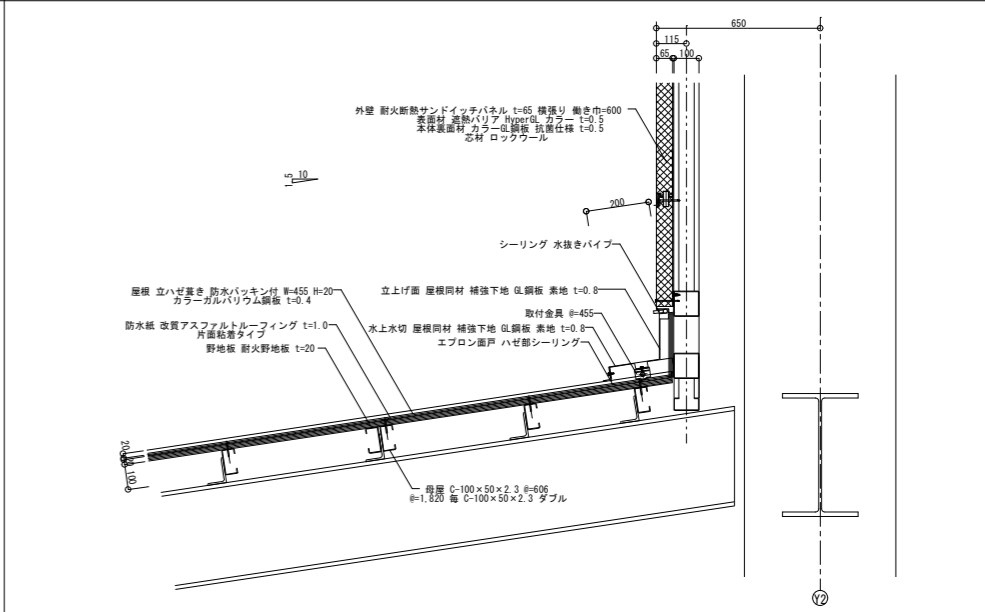 650
115
65 100
外壁 耐火断熱サンドイッチパネル t=65 横張り 働き巾=600
表面材 遮熱バリア HyperGL カラー t=0.5
本体裏面材 カラーGL鋼板 抗菌仕様 t=0.5
芯材 ロックウール
10
1.5
200
シーリング 水抜きパイプ
屋根 立ハゼ葺き 防水パッキン付 W=455 H=20
カラーガルバリウム鋼板 t=0.4
立上げ面 屋根同材 補強下地 GL鋼板 素地 t=0.8
取付金具 @=455
防水紙 改質アスファルトルーフィング t=1.0
片面粘着タイプ
水上水切 屋根同材 補強下地 GL鋼板 素地 t=0.8
エプロン面戸 ハゼ部シーリング
野地板 耐火野地板 t=20
20
20
100
母屋 C-100×50×2.3 @=606
@=1,820 毎 C-100×50×2.3 ダブル
Y2